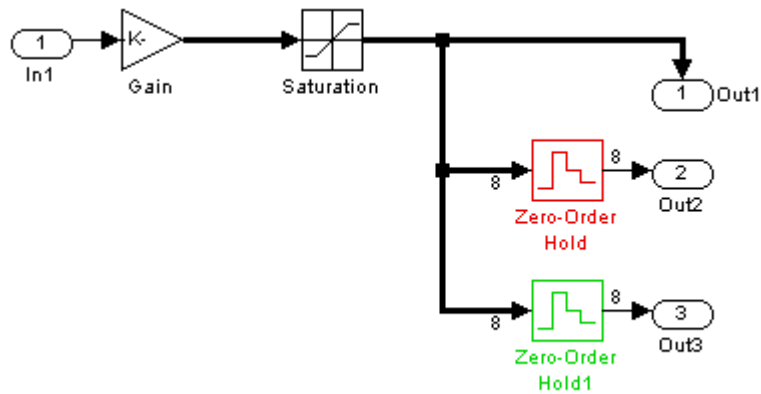 1
In1
K-
Gain
Saturation
1
Out1
8
Zero-Order
Hold
8
2
Out2
8
Zero-Order
Hold1
8
3
Out3